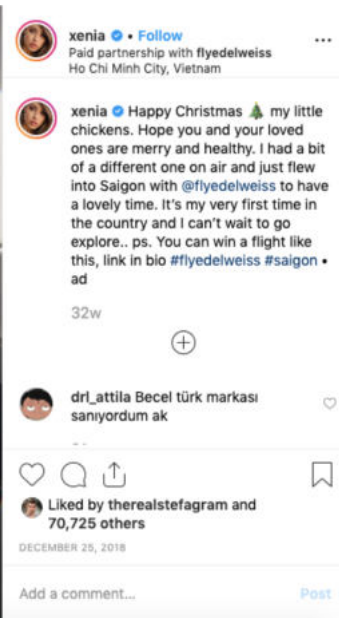 xenia • Follow
Paid partnership with flyedelweiss
Ho Chi Minh City, Vietnam
xenia Happy Christmas 🎄 my little
chickens. Hope you and your loved
ones are merry and healthy. I had a bit
of a different one on air and just flew
into Saigon with @flyedelweiss to have
a lovely time. It's my very first time in
the country and I can't wait to go
explore.. ps. You can win a flight like
this, link in bio #flyedelweiss #saigon •
ad
32w
drl_attila Becel türk markası
sanıyordum ak
Liked by therealstefagram and
70,725 others
DECEMBER 25, 2018
Add a comment...
Post